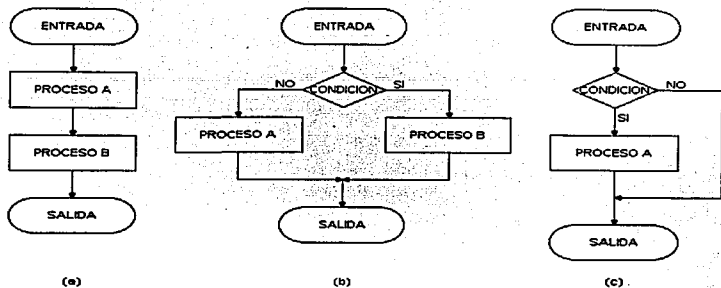 ENTRADA
PROCESO A
PROCESO B
SALIDA
(a)
ENTRADA
NO
CONDICION
SI
PROCESO A
PROCESO B
SALIDA
(b)
ENTRADA
CONDICION
NO
SI
PROCESO A
SALIDA
(c)